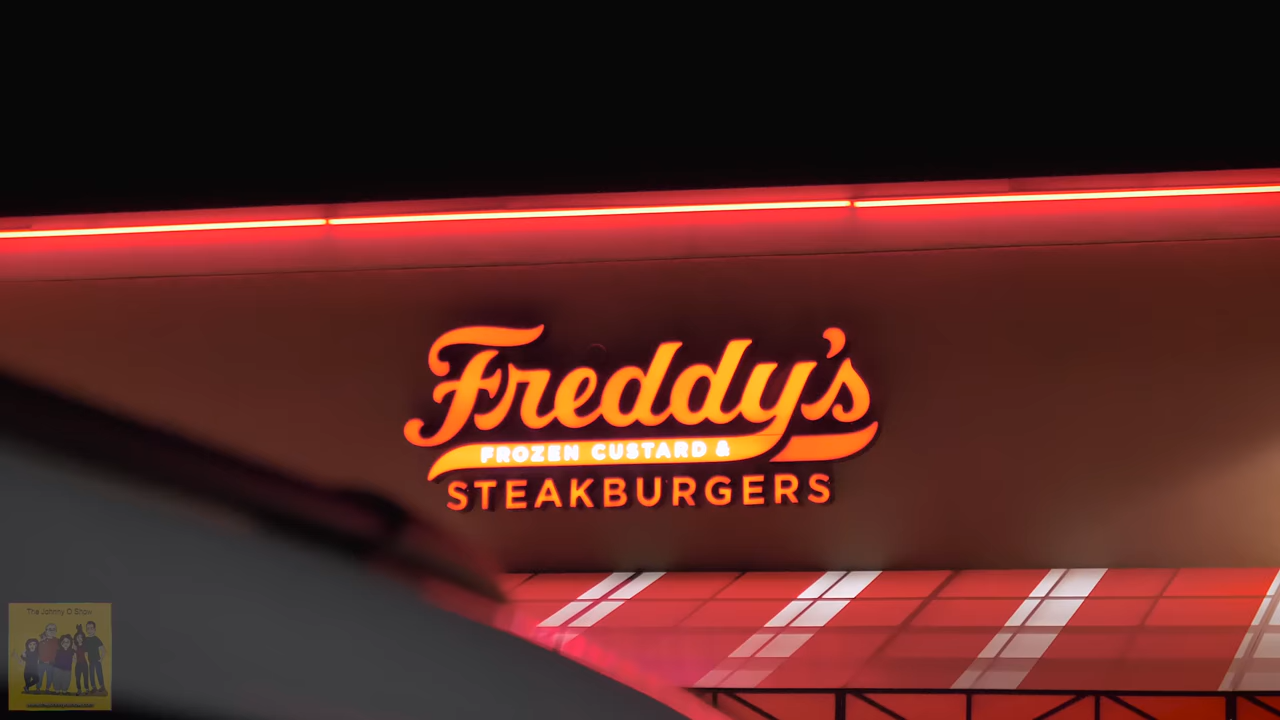 Freddy's
FROZEN CUSTARD &
STEAKBURGERS
The Johnny O Show